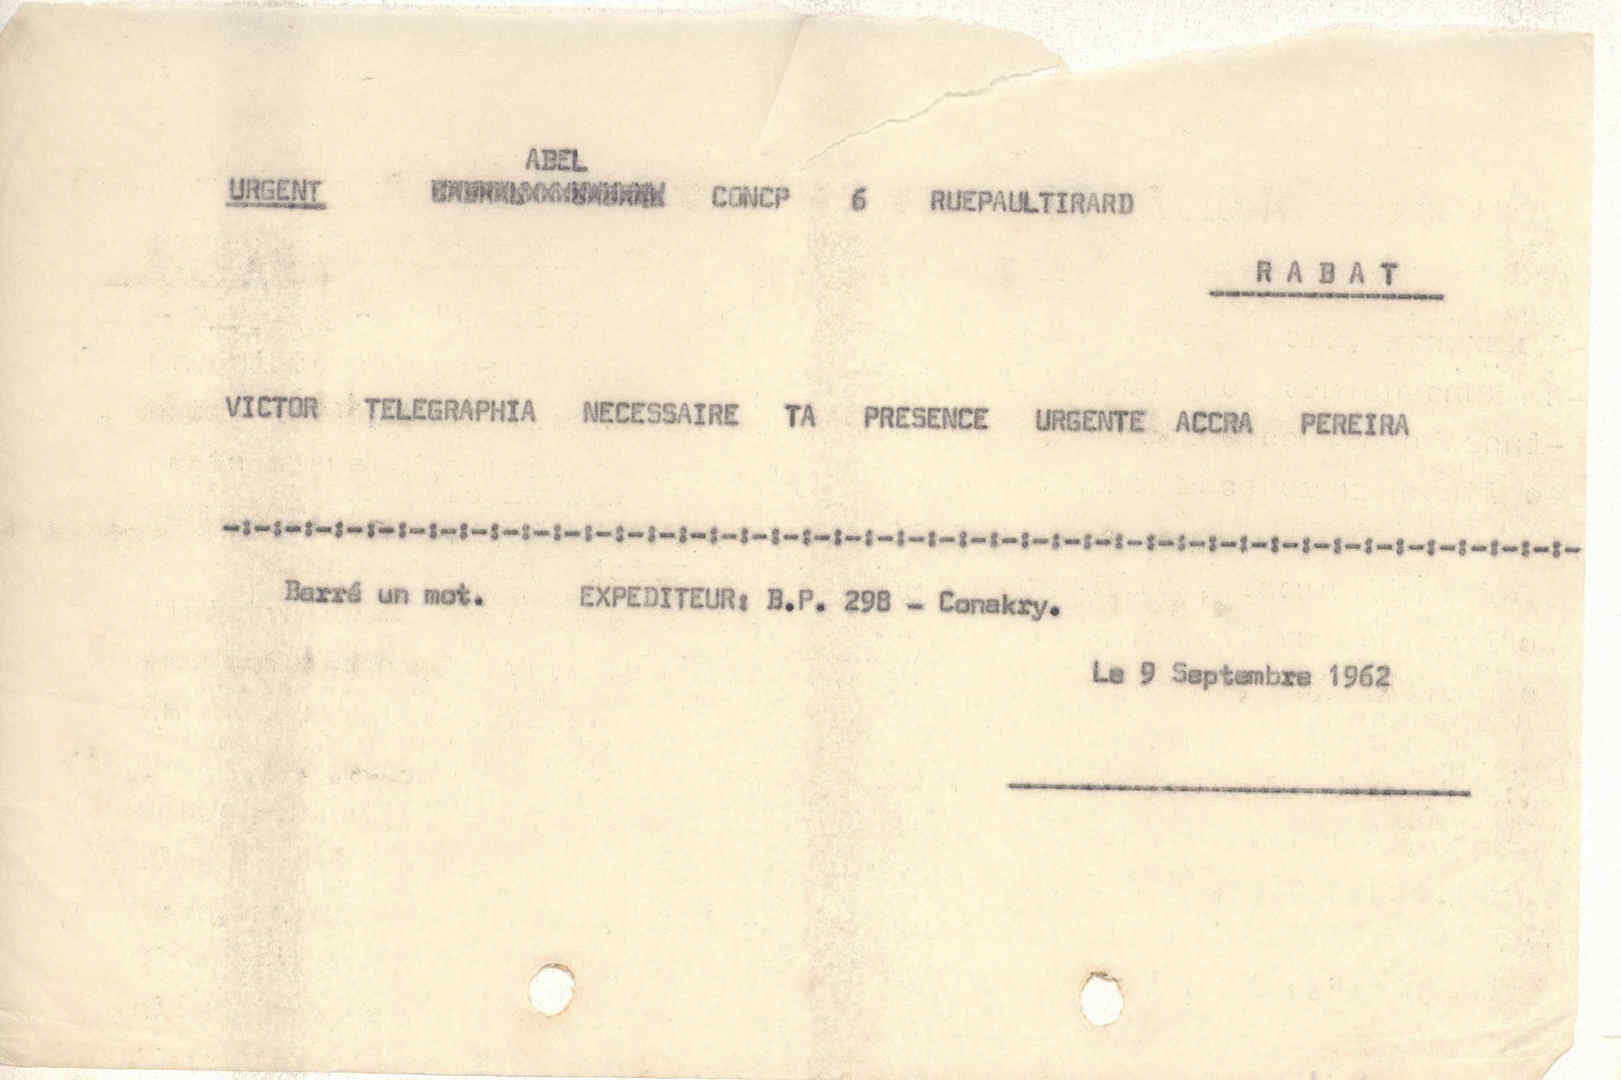 ABEL
URGENT CONCP 6 RUEPAULTIRARD
R A B A T
VICTOR TELEGRAPHIA NECESSAIRE TA PRESENCE URGENTE ACCRA PEREIRA
-:-:-:-:-:-:-:-:-:-:-:-:-:-:-:-:-:-:-:-:-:-:-:-:-:-:-:-:-:-:-:-:-:-:-:-:-:-:-:-:-:-:-:-
Barré un mot. EXPEDITEUR: B.P. 298 - Conakry.
Le 9 Septembre 1962